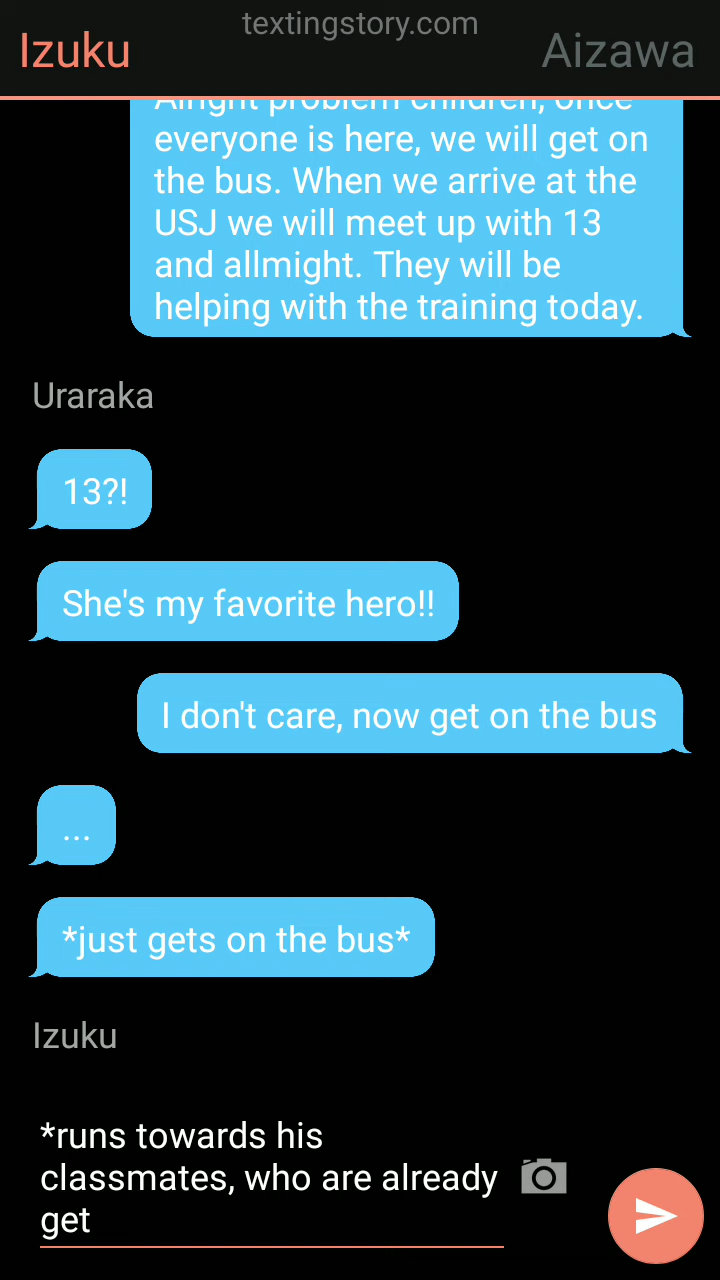 textingstory.com
Izuku
Aizawa
Alright problem children, once
everyone is here, we will get on
the bus. When we arrive at the
USJ we will meet up with 13
and allmight. They will be
helping with the training today.
Uraraka
13?!
She's my favorite hero!!
I don't care, now get on the bus
...
*just gets on the bus*
Izuku
*runs towards his
classmates, who are already
get